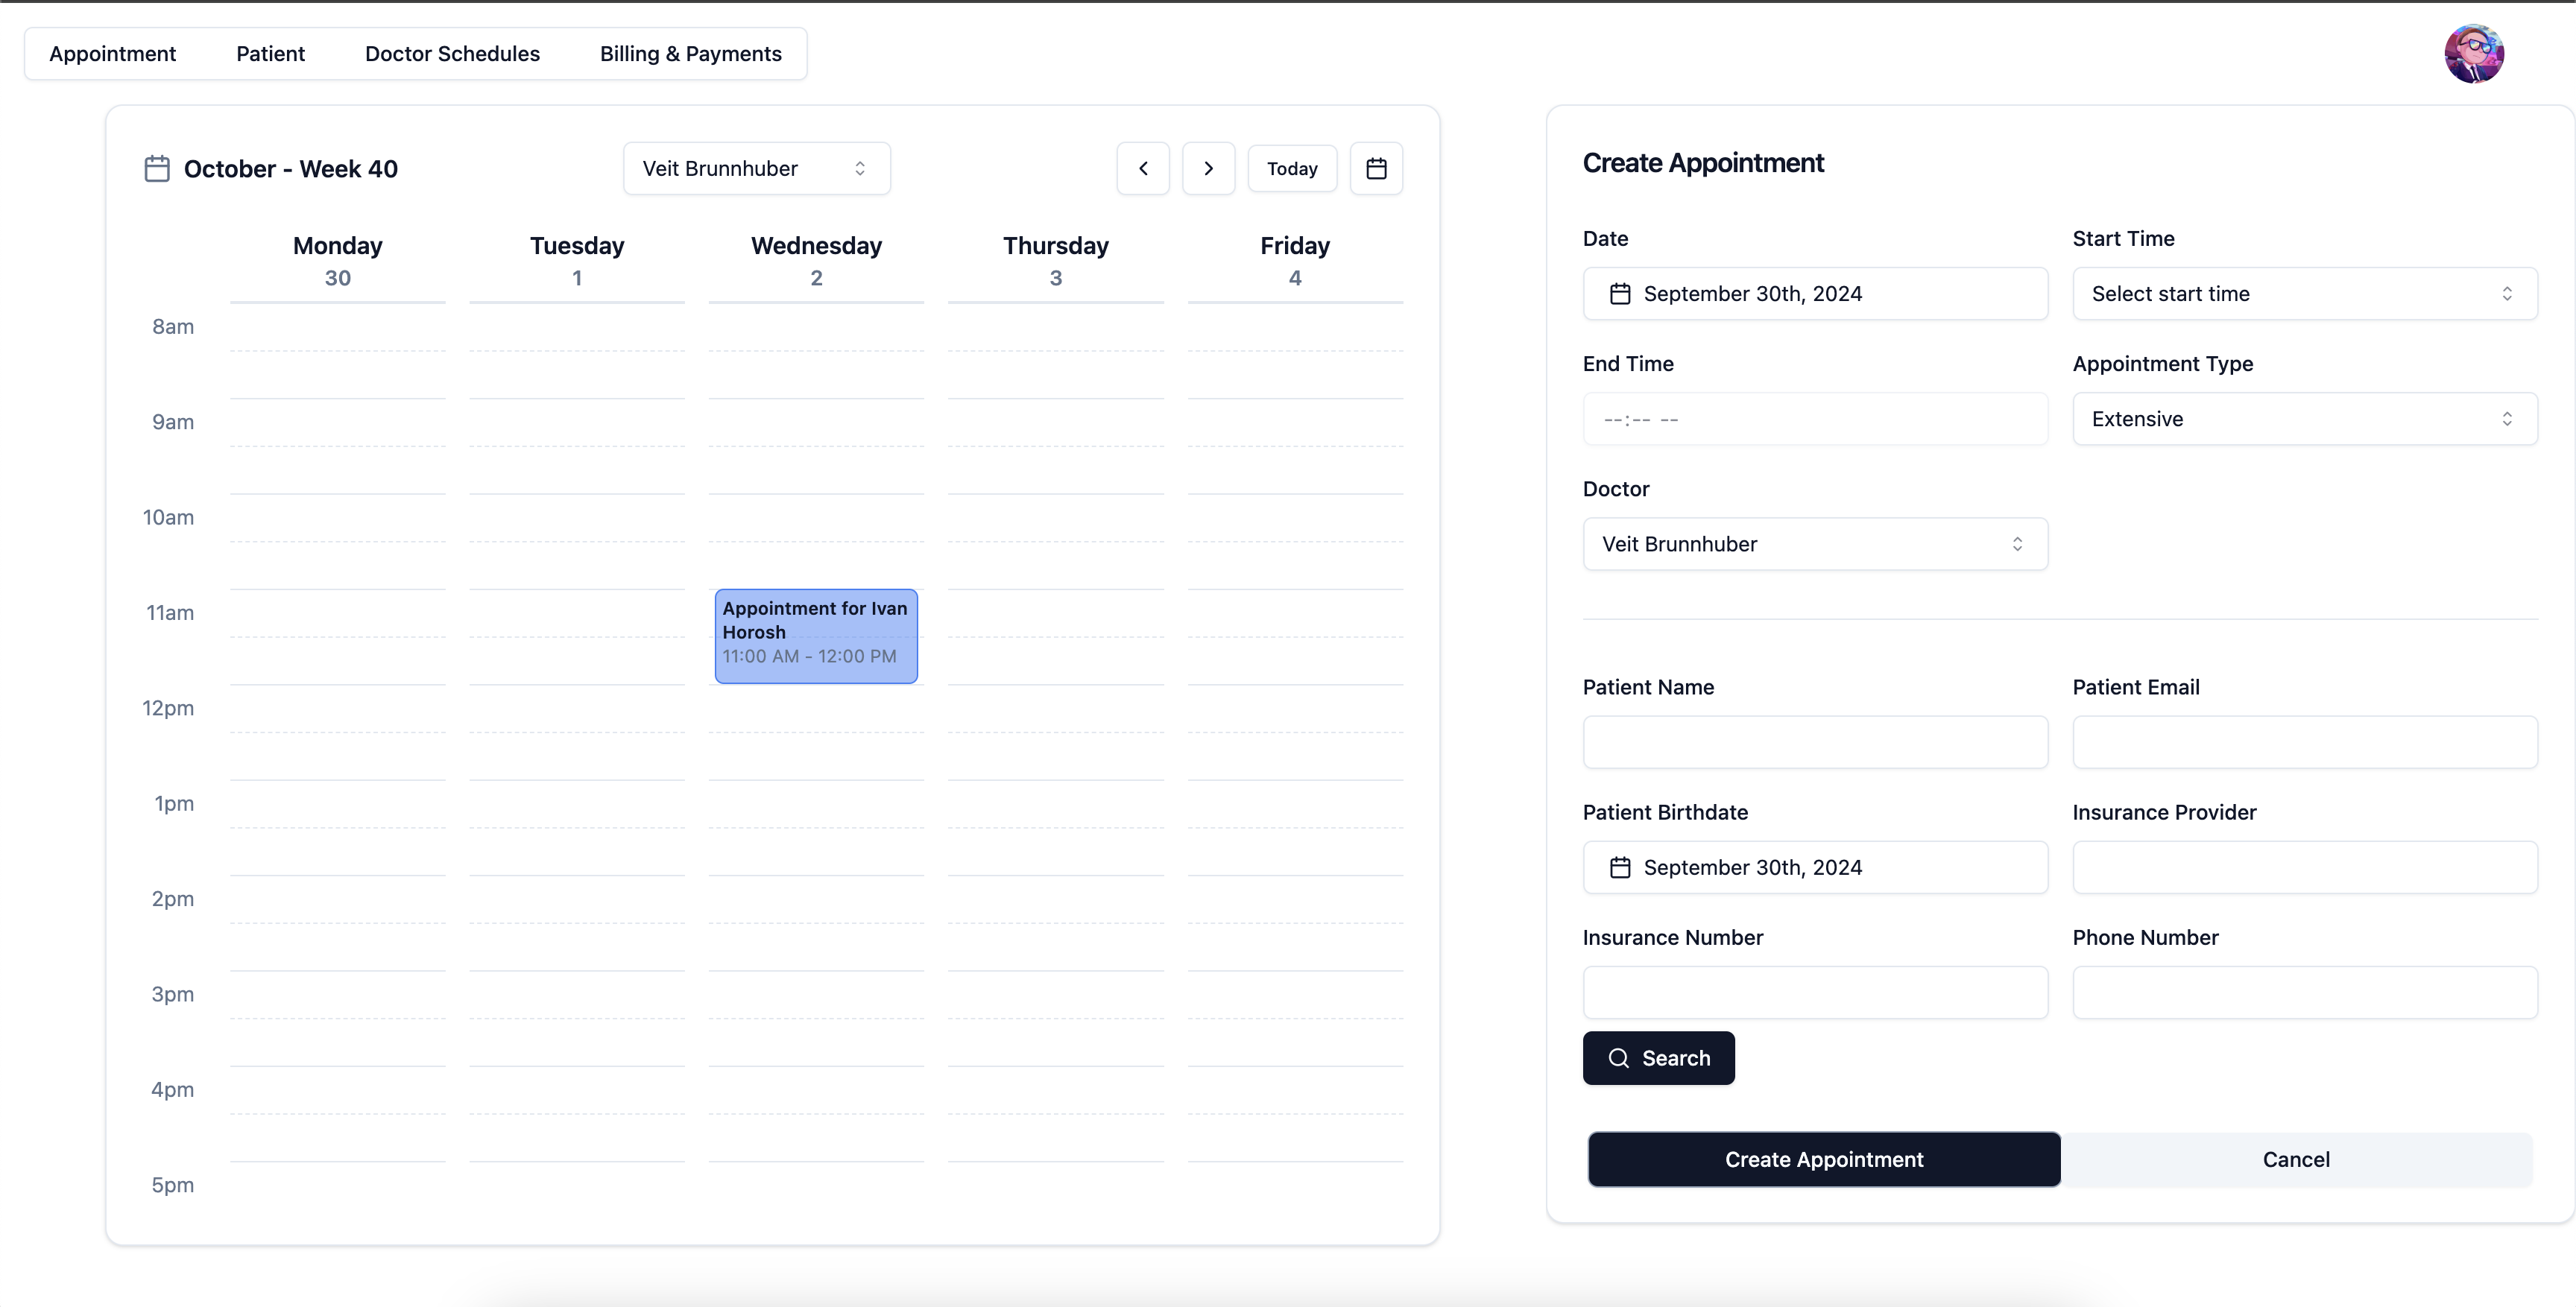 Appointment Patient Doctor Schedules Billing & Payments
October - Week 40 Veit Brunnhuber Today
Monday Tuesday Wednesday Thursday Friday
30 1 2 3 4
8am
9am
10am
11am
Appointment for Ivan
Horosh
11:00 AM - 12:00 PM
12pm
1pm
2pm
3pm
4pm
5pm
Create Appointment
Date Start Time
September 30th, 2024 Select start time
End Time Appointment Type
--:-- -- Extensive
Doctor
Veit Brunnhuber
Patient Name Patient Email
Patient Birthdate Insurance Provider
September 30th, 2024
Insurance Number Phone Number
Search
Create Appointment Cancel